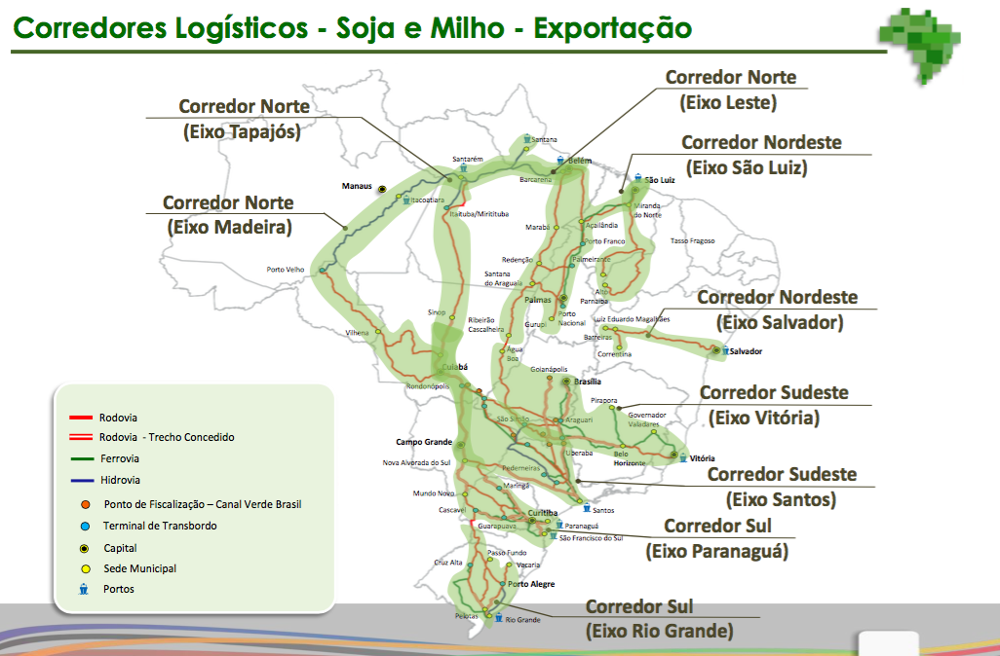 Corredores Logísticos - Soja e Milho - Exportação
Corredor Norte
(Eixo Leste)
Corredor Norte
(Eixo Tapajós)
Corredor Nordeste
(Eixo São Luiz)
Corredor Norte
(Eixo Madeira)
Corredor Nordeste
(Eixo Salvador)
Corredor Sudeste
(Eixo Vitória)
Corredor Sudeste
(Eixo Santos)
Corredor Sul
(Eixo Paranaguá)
Corredor Sul
(Eixo Rio Grande)
Santana
Santarém
Belém
Barcarena
São Luiz
Manaus
Itacoatiara
Itaituba/Miritituba
Miranda
do Norte
Marabá
Açailândia
Porto Franco
Tasso Fragoso
Redenção
Palmeirante
Porto Velho
Santana
do Araguaia
Alto
Parnaíba
Palmas
Porto
Nacional
Sinop
Ribeirão
Cascalheira
Gurupi
Luiz Eduardo Magalhães
Vilhena
Barreiras
Correntina
Salvador
Água
Boa
Cuiabá
Goianápolis
Brasília
Rondonópolis
Pirapora
São Simão
Araguari
Governador
Valadares
Campo Grande
Uberaba
Belo
Horizonte
Vitória
Nova Alvorada do Sul
Pederneiras
Maringá
Mundo Novo
Santos
Cascavel
Curitiba
Guarapuava
Paranaguá
São Francisco do Sul
Passo Fundo
Cruz Alta
Vacaria
Porto Alegre
Pelotas
Rio Grande
Rodovia
Rodovia - Trecho Concedido
Ferrovia
Hidrovia
Ponto de Fiscalização – Canal Verde Brasil
Terminal de Transbordo
Capital
Sede Municipal
Portos